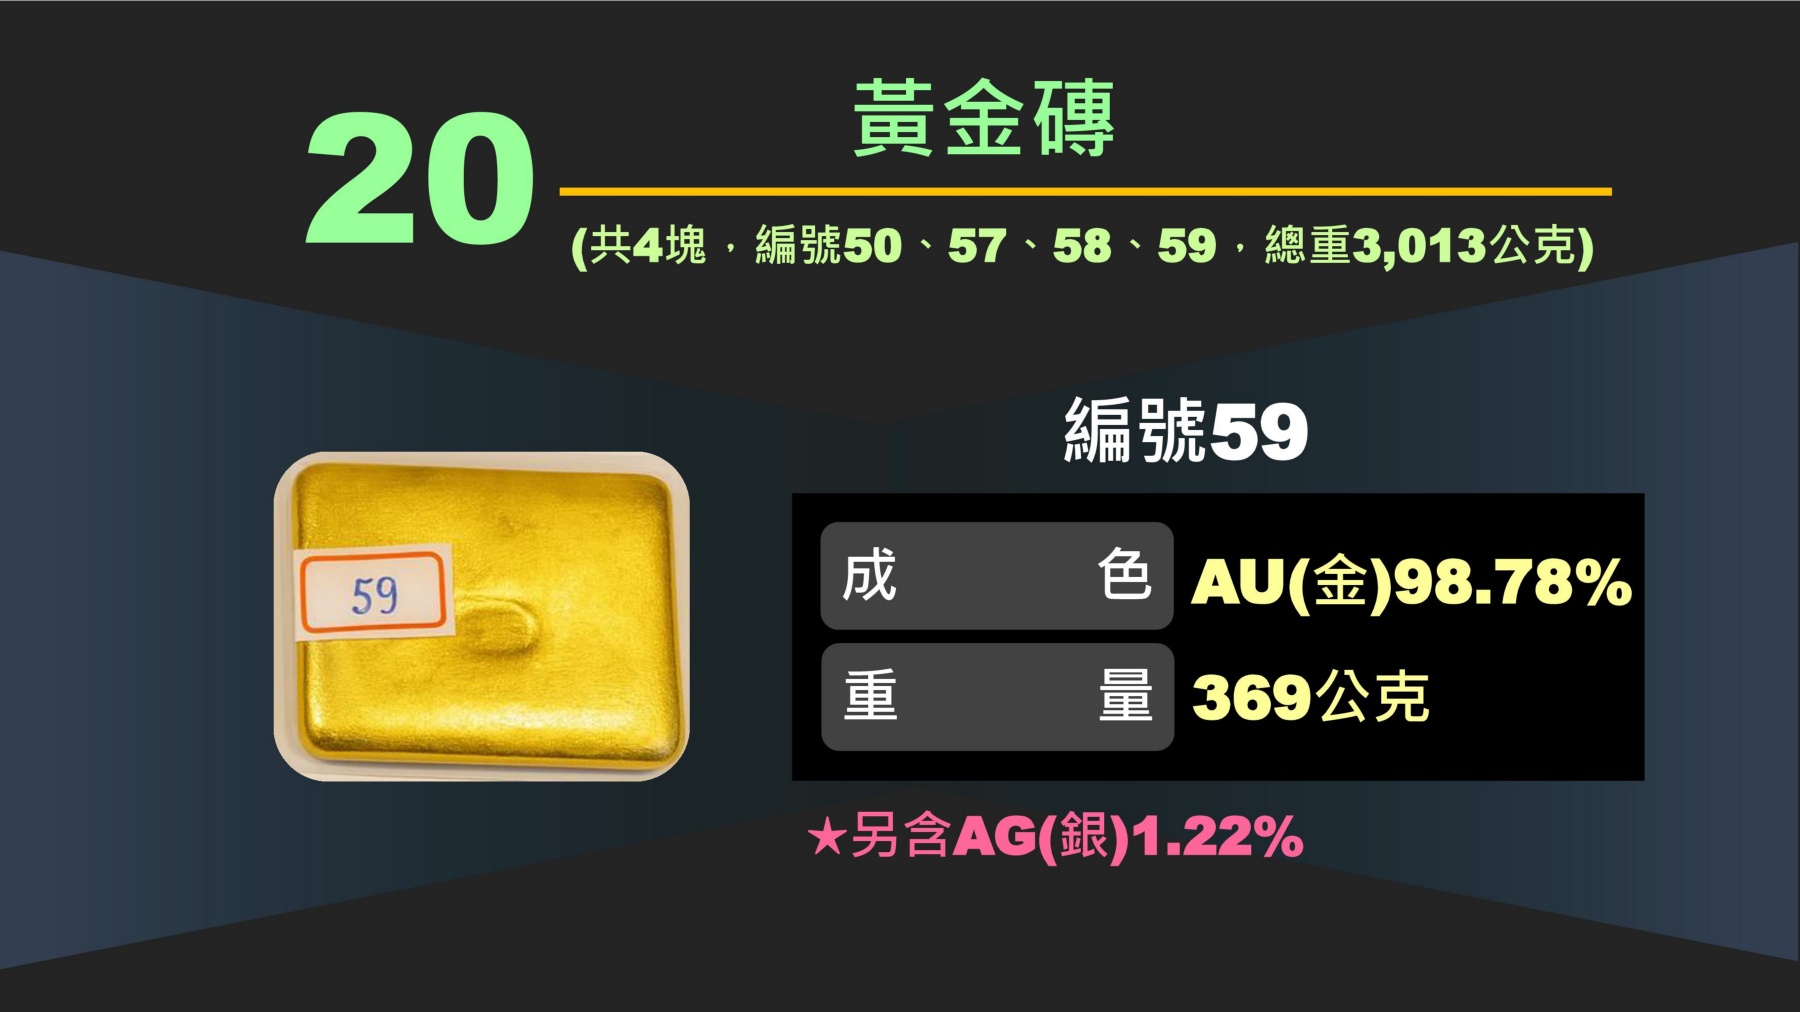 20
黃金磚
(共4塊，編號50、57、58、59，總重3,013公克)
59
編號59
成色 AU(金)98.78%
重量 369公克
★另含AG(銀)1.22%